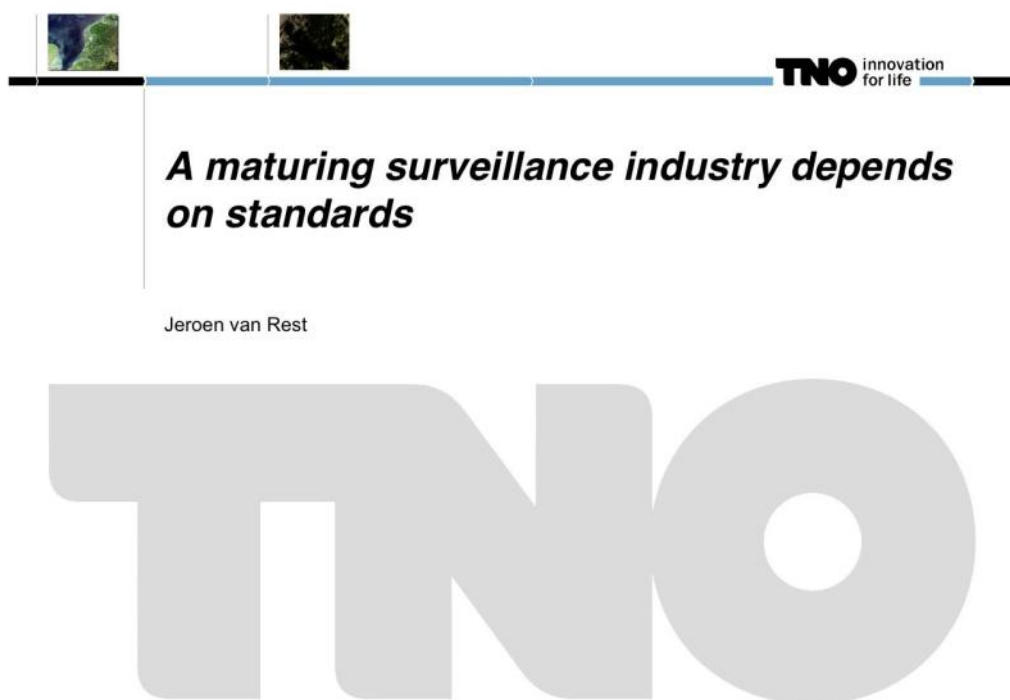 TNO innovation
for life
A maturing surveillance industry depends
on standards
Jeroen van Rest
TNO